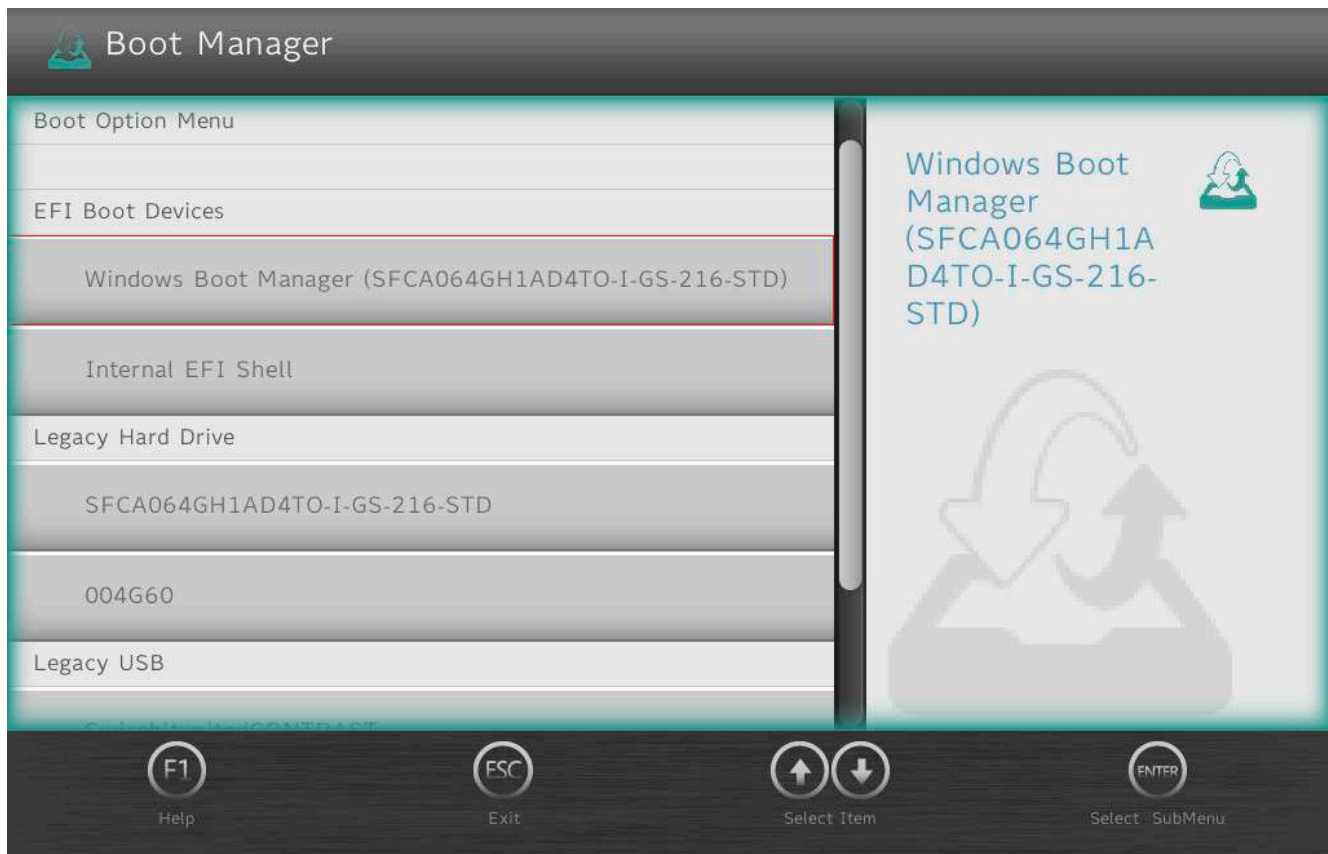 Boot Manager
Boot Option Menu
EFI Boot Devices
Windows Boot Manager (SFCA064GH1AD4TO-I-GS-216-STD)
Internal EFI Shell
Legacy Hard Drive
SFCA064GH1AD4TO-I-GS-216-STD
004G60
Legacy USB
Windows Boot
Manager
(SFCA064GH1A
D4TO-I-GS-216-
STD)
F1
Help
ESC
Exit
Select Item
ENTER
Select SubMenu